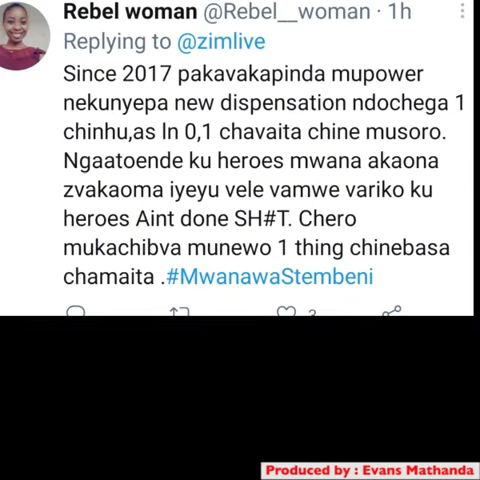 Rebel woman @Rebel__woman · 1h
Replying to @zimlive
Since 2017 pakavakapinda mupower
nekunyepa new dispensation ndochega 1
chinhu,as ln 0,1 chavaita chine musoro.
Ngaatoende ku heroes mwana akaona
zvakaoma iyeyu vele vamwe variko ku
heroes Aint done SH#T. Chero
mukachibva munewo 1 thing chinebasa
chamaita .#MwanawaStembeni
3
Produced by : Evans Mathanda